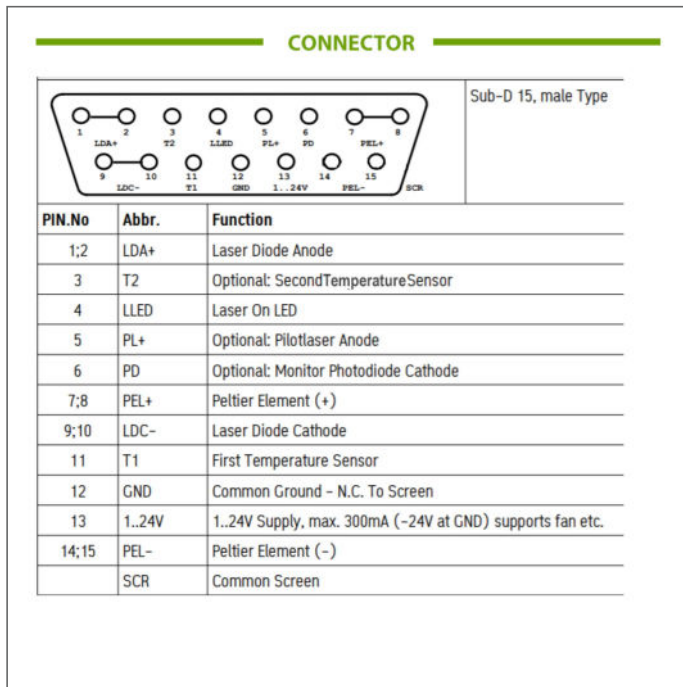 CONNECTOR
Sub-D 15, male Type
1 2 3 4 5 6 7 8
LDA+ T2 LLED PL+ PD PEL+
9 10 11 12 13 14 15
LDC- T1 GND 1..24V PEL- SCR
PIN.No Abbr. Function
1;2 LDA+ Laser Diode Anode
3 T2 Optional: SecondTemperatureSensor
4 LLED Laser On LED
5 PL+ Optional: Pilotlaser Anode
6 PD Optional: Monitor Photodiode Cathode
7;8 PEL+ Peltier Element (+)
9;10 LDC- Laser Diode Cathode
11 T1 First Temperature Sensor
12 GND Common Ground - N.C. To Screen
13 1..24V 1..24V Supply, max. 300mA (-24V at GND) supports fan etc.
14;15 PEL- Peltier Element (-)
SCR Common Screen